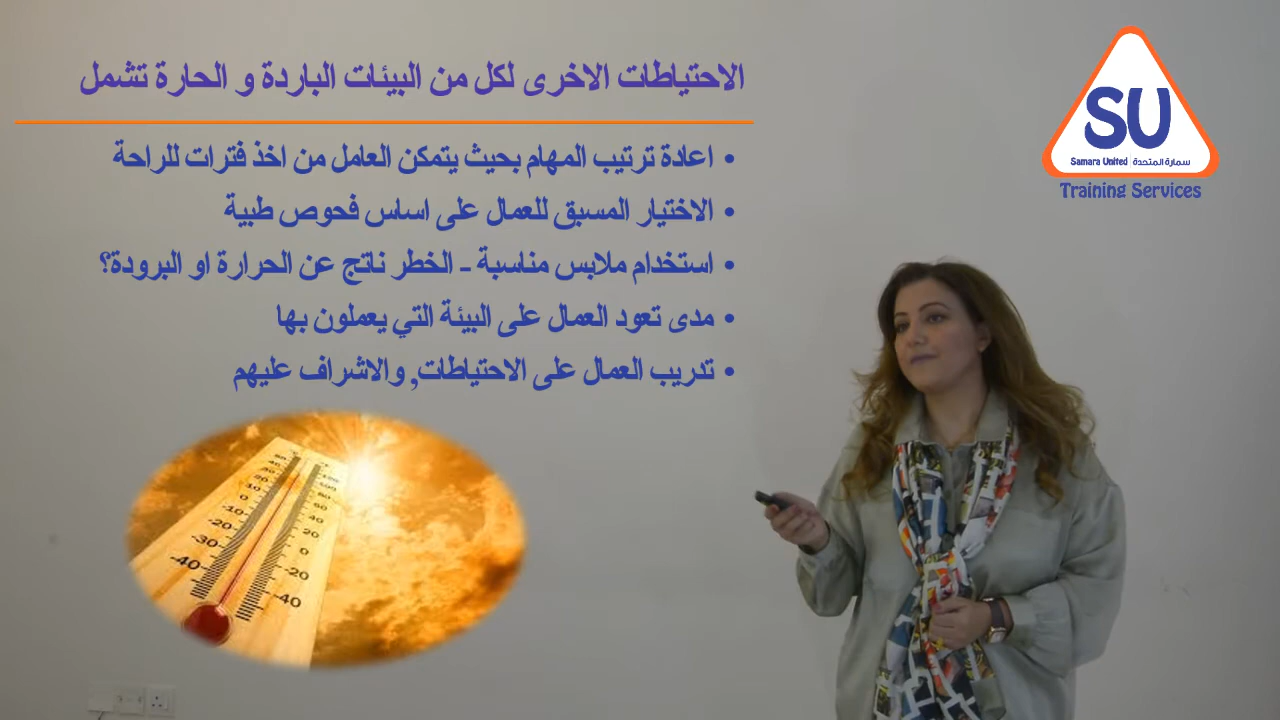 الاحتياطات الاخرى لكل من البيئات الباردة و الحارة تشمل
• اعادة ترتيب المهام بحيث يتمكن العامل من اخذ فترات للراحة
• الاختيار المسبق للعمال على اساس فحوص طبية
• استخدام ملابس مناسبة - الخطر ناتج عن الحرارة او البرودة؟
• مدى تعود العمال على البيئة التي يعملون بها
• تدريب العمال على الاحتياطات, والاشراف عليهم
SU
Samara United سمارة المتحدة
Training Services